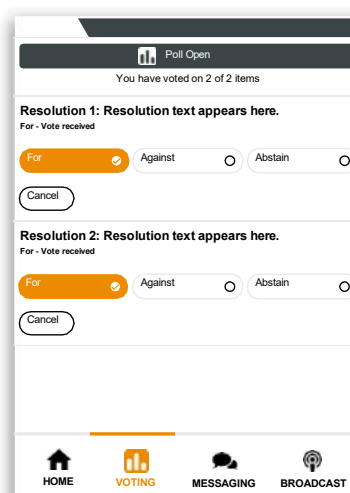 Poll Open
You have voted on 2 of 2 items
Resolution 1: Resolution text appears here.
For - Vote received
For Against Abstain
Cancel
Resolution 2: Resolution text appears here.
For - Vote received
For Against Abstain
Cancel
HOME VOTING MESSAGING BROADCAST